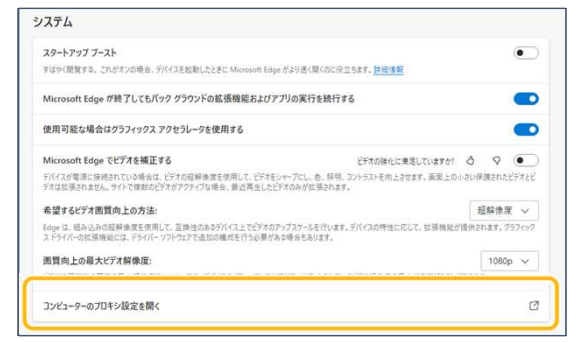 システム
スタートアップ ブースト
すばやく閲覧する。これがオンの場合、デバイスを起動したときに Microsoft Edge がより速く開くのに役立ちます。詳細情報
Microsoft Edge が終了してもバック グラウンドの拡張機能およびアプリの実行を続行する
使用可能な場合はグラフィックス アクセラレータを使用する
Microsoft Edge でビデオを補正する ビデオの強化に満足していますか?
デバイスが電源に接続されている場合は、ビデオの超解像度を使用して、ビデオをシャープにし、色、照明、コントラストを向上させます。画面上の小さい保護されたビデオとビ
デオは拡張されません。サイトで複数のビデオがアクティブな場合、最近再生したビデオのみが拡張されます。
希望するビデオ画質向上の方法: 超解像度
Edge は、組み込みの超解像度を使用して、互換性のあるデバイス上でビデオのアップスケールを行います。デバイスの特性に応じて、拡張機能が提供されます。グラフィック
ス ドライバーの拡張機能には、ドライバー ソフトウェアで追加の構成を行う必要がある場合もあります。
画質向上の最大ビデオ解像度: 1080p
コンピューターのプロキシ設定を開く